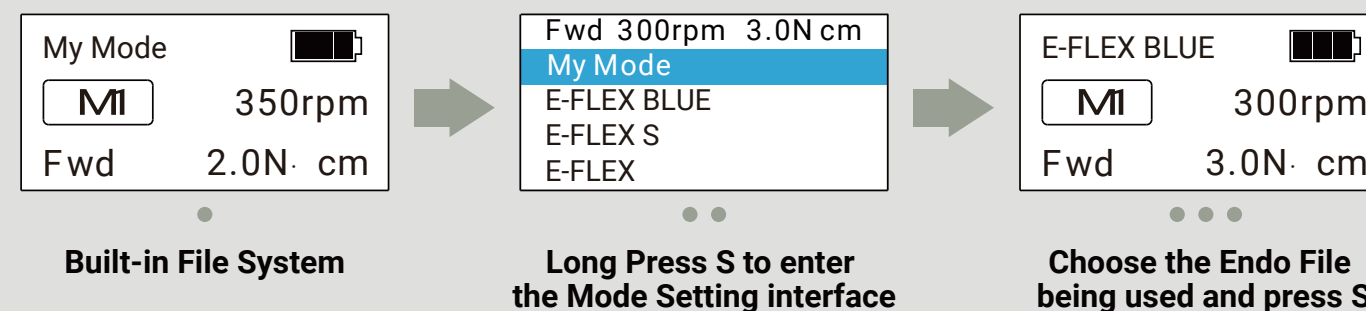 My Mode
M1 350rpm
Fwd 2.0N· cm
Built-in File System
Fwd 300rpm 3.0N cm
My Mode
E-FLEX BLUE
E-FLEX S
E-FLEX
Long Press S to enter
the Mode Setting interface
E-FLEX BLUE
M1 300rpm
Fwd 3.0N· cm
Choose the Endo File
being used and press S